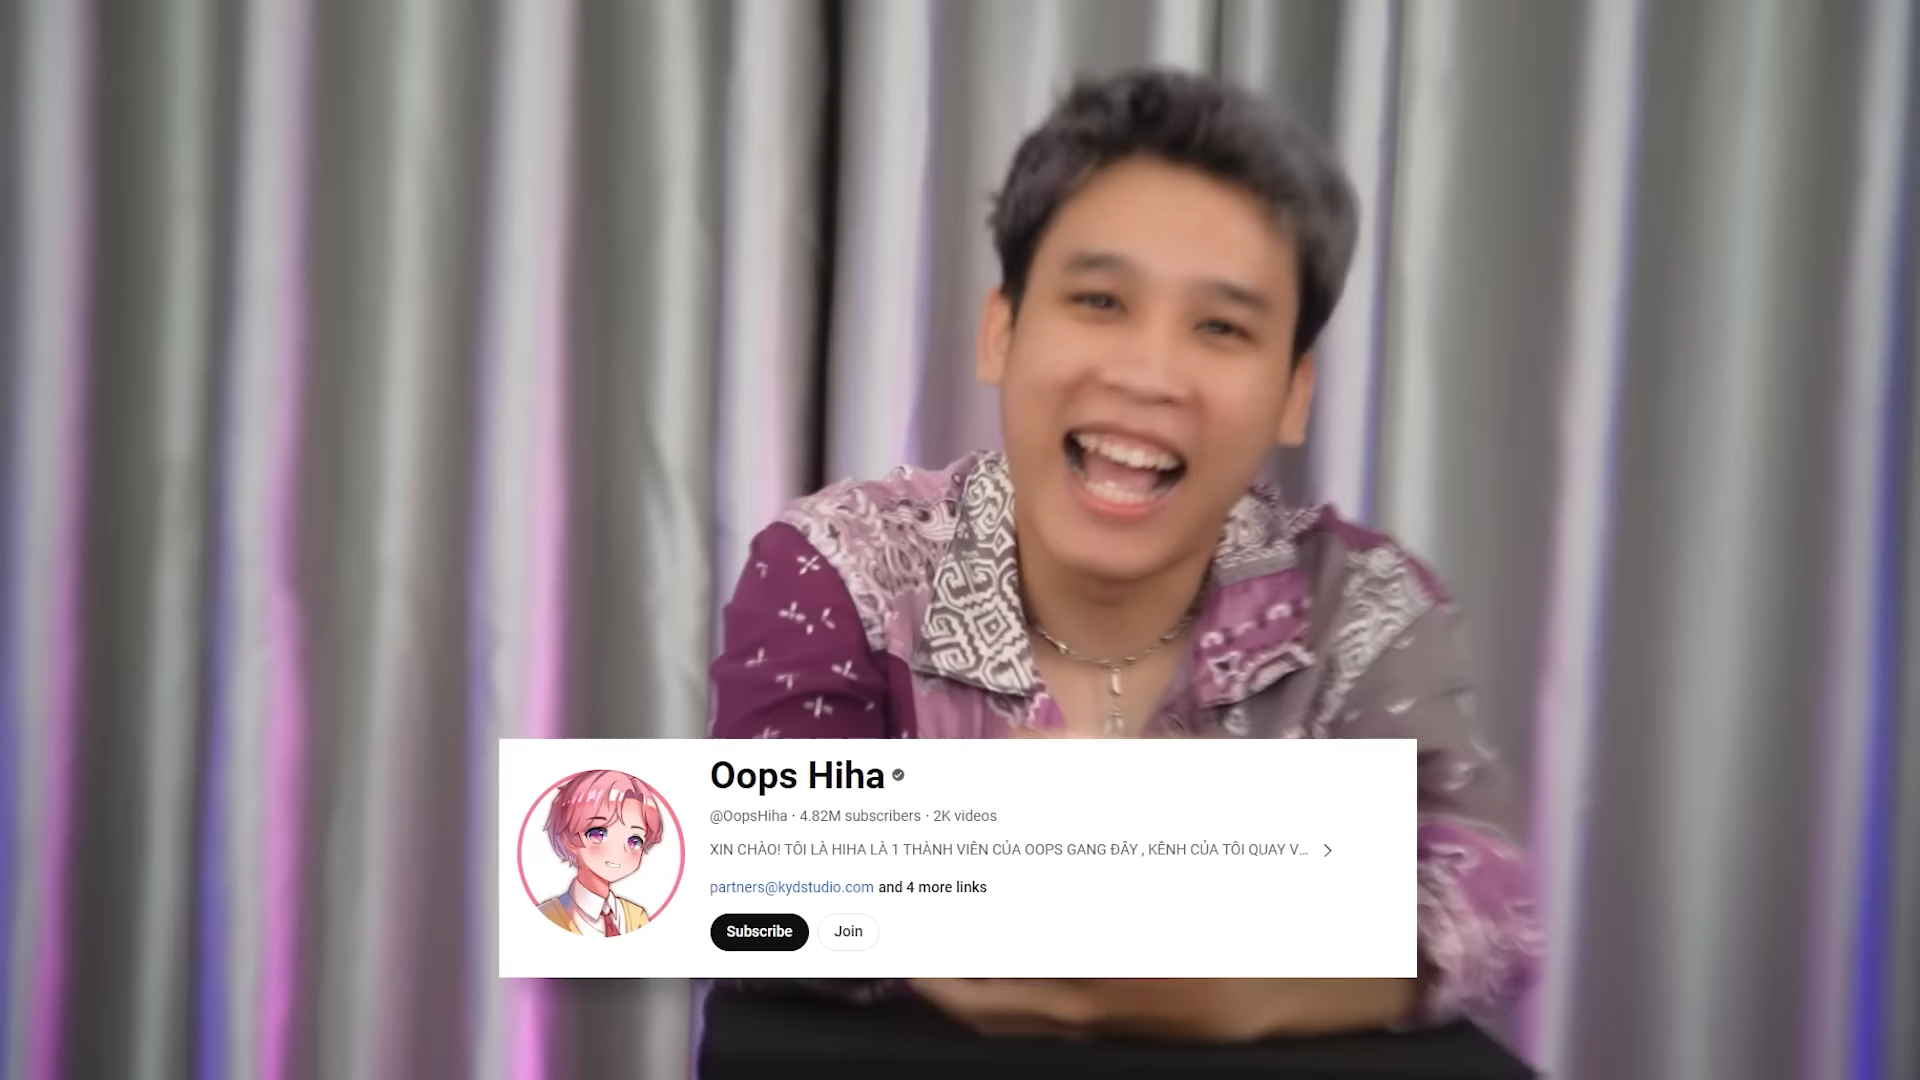 Oops Hiha
@OopsHiha · 4.82M subscribers · 2K videos
XIN CHÀO! TÔI LÀ HIHA LÀ 1 THÀNH VIÊN CỦA OOPS GANG ĐÂY , KÊNH CỦA TÔI QUAY V...
partners@kydstudio.com and 4 more links
Subscribe
Join